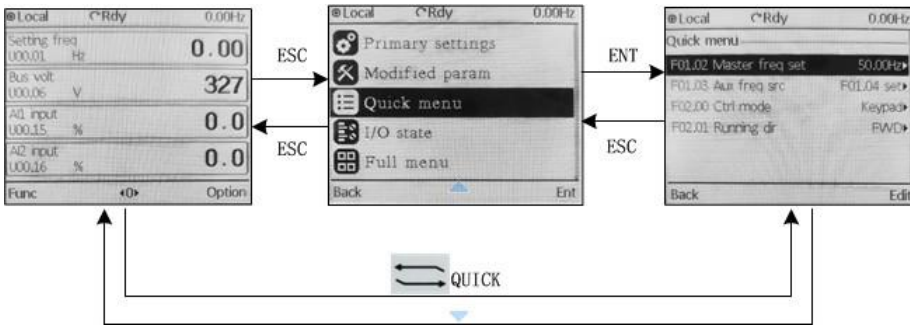 Local Rdy 0.00Hz
Setting freq
U00.01 Hz 0.00
Bus volt
U00.06 V 327
AI1 input
U00.15 % 0.0
AI2 input
U00.16 % 0.0
Func 0 Option
ESC
ESC
Local Rdy 0.00Hz
Primary settings
Modified param
Quick menu
I/O state
Full menu
Back Ent
ENT
ESC
Local Rdy 0.00Hz
Quick menu
F01.02 Master freq set 50.00Hz
F01.03 Aux freq src F01.04 set
F02.00 Ctrl mode Keypad
F02.01 Running dir FWD
Back Edit
QUICK